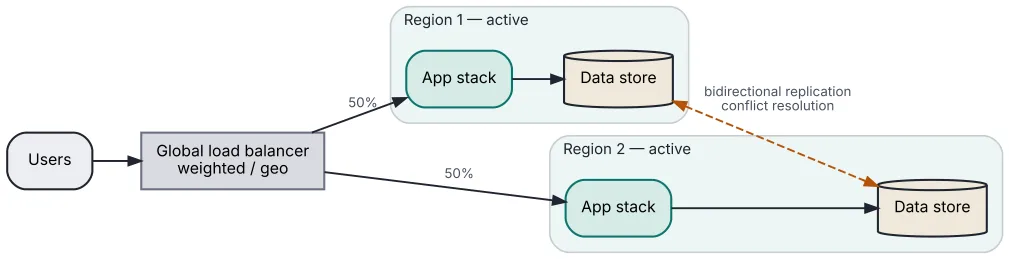 Region 1 — active
App stack
Data store
50%
bidirectional replication
conflict resolution
Users
Global load balancer
weighted / geo
Region 2 — active
50%
App stack
Data store